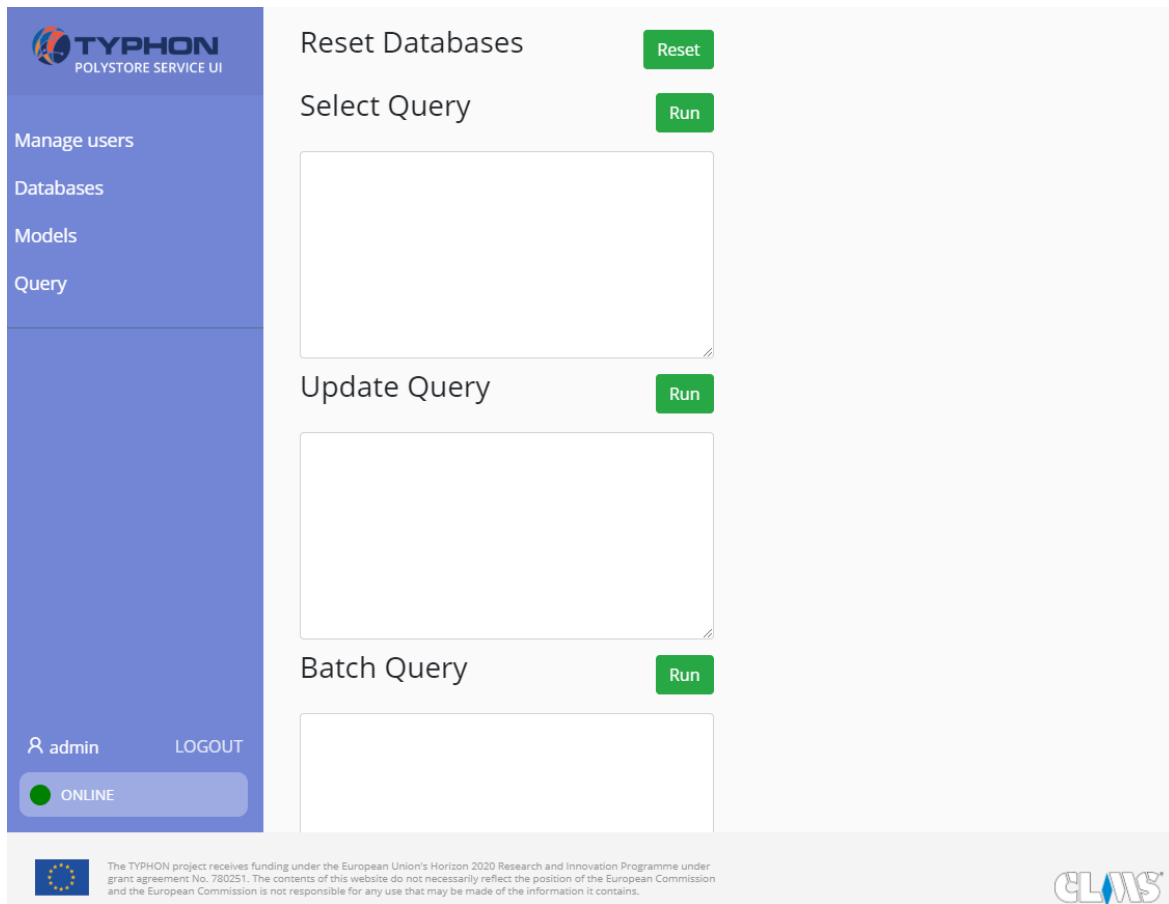 TYPHON
POLYSTORE SERVICE UI
Manage users
Databases
Models
Query
admin
LOGOUT
ONLINE
Reset Databases
Reset
Select Query
Run
Update Query
Run
Batch Query
Run
The TYPHON project receives funding under the European Union's Horizon 2020 Research and Innovation Programme under
grant agreement No. 780251. The contents of this website do not necessarily reflect the position of the European Commission
and the European Commission is not responsible for any use that may be made of the information it contains.
CLMS